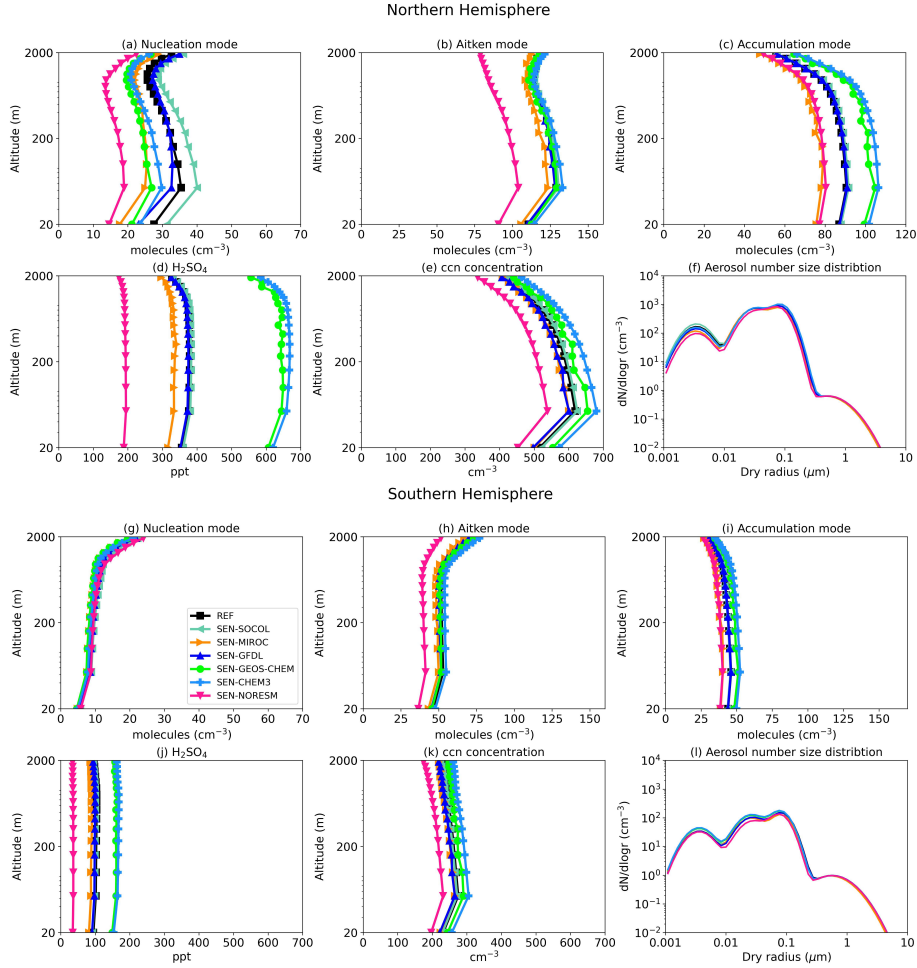 Northern Hemisphere
(a) Nucleation mode
(b) Aitken mode
(c) Accumulation mode
2000
200
20
Altitude (m)
0 10 20 30 40 50 60 70
molecules (cm⁻³)
2000
200
20
Altitude (m)
0 25 50 75 100 125 150
molecules (cm⁻³)
2000
200
20
Altitude (m)
0 20 40 60 80 100 120
molecules (cm⁻³)
(d) H₂SO₄
(e) ccn concentration
(f) Aerosol number size distribtion
2000
200
20
Altitude (m)
0 100 200 300 400 500 600 700
ppt
2000
200
20
Altitude (m)
0 100 200 300 400 500 600 700
cm⁻³
10⁴
10³
10²
10¹
10⁰
10⁻¹
10⁻²
dN/dlogr (cm⁻³)
0.001 0.01 0.1 1 10
Dry radius (μm)
Southern Hemisphere
(g) Nucleation mode
(h) Aitken mode
(i) Accumulation mode
2000
200
20
Altitude (m)
REF
SEN-SOCOL
SEN-MIROC
SEN-GFDL
SEN-GEOS-CHEM
SEN-CHEM3
SEN-NORESM
0 10 20 30 40 50 60 70
molecules (cm⁻³)
2000
200
20
Altitude (m)
0 25 50 75 100 125 150
molecules (cm⁻³)
2000
200
20
Altitude (m)
0 25 50 75 100 125 150
molecules (cm⁻³)
(j) H₂SO₄
(k) ccn concentration
(l) Aerosol number size distribtion
2000
200
20
Altitude (m)
0 100 200 300 400 500 600 700
ppt
2000
200
20
Altitude (m)
0 100 200 300 400 500 600 700
cm⁻³
10⁴
10³
10²
10¹
10⁰
10⁻¹
10⁻²
dN/dlogr (cm⁻³)
0.001 0.01 0.1 1 10
Dry radius (μm)